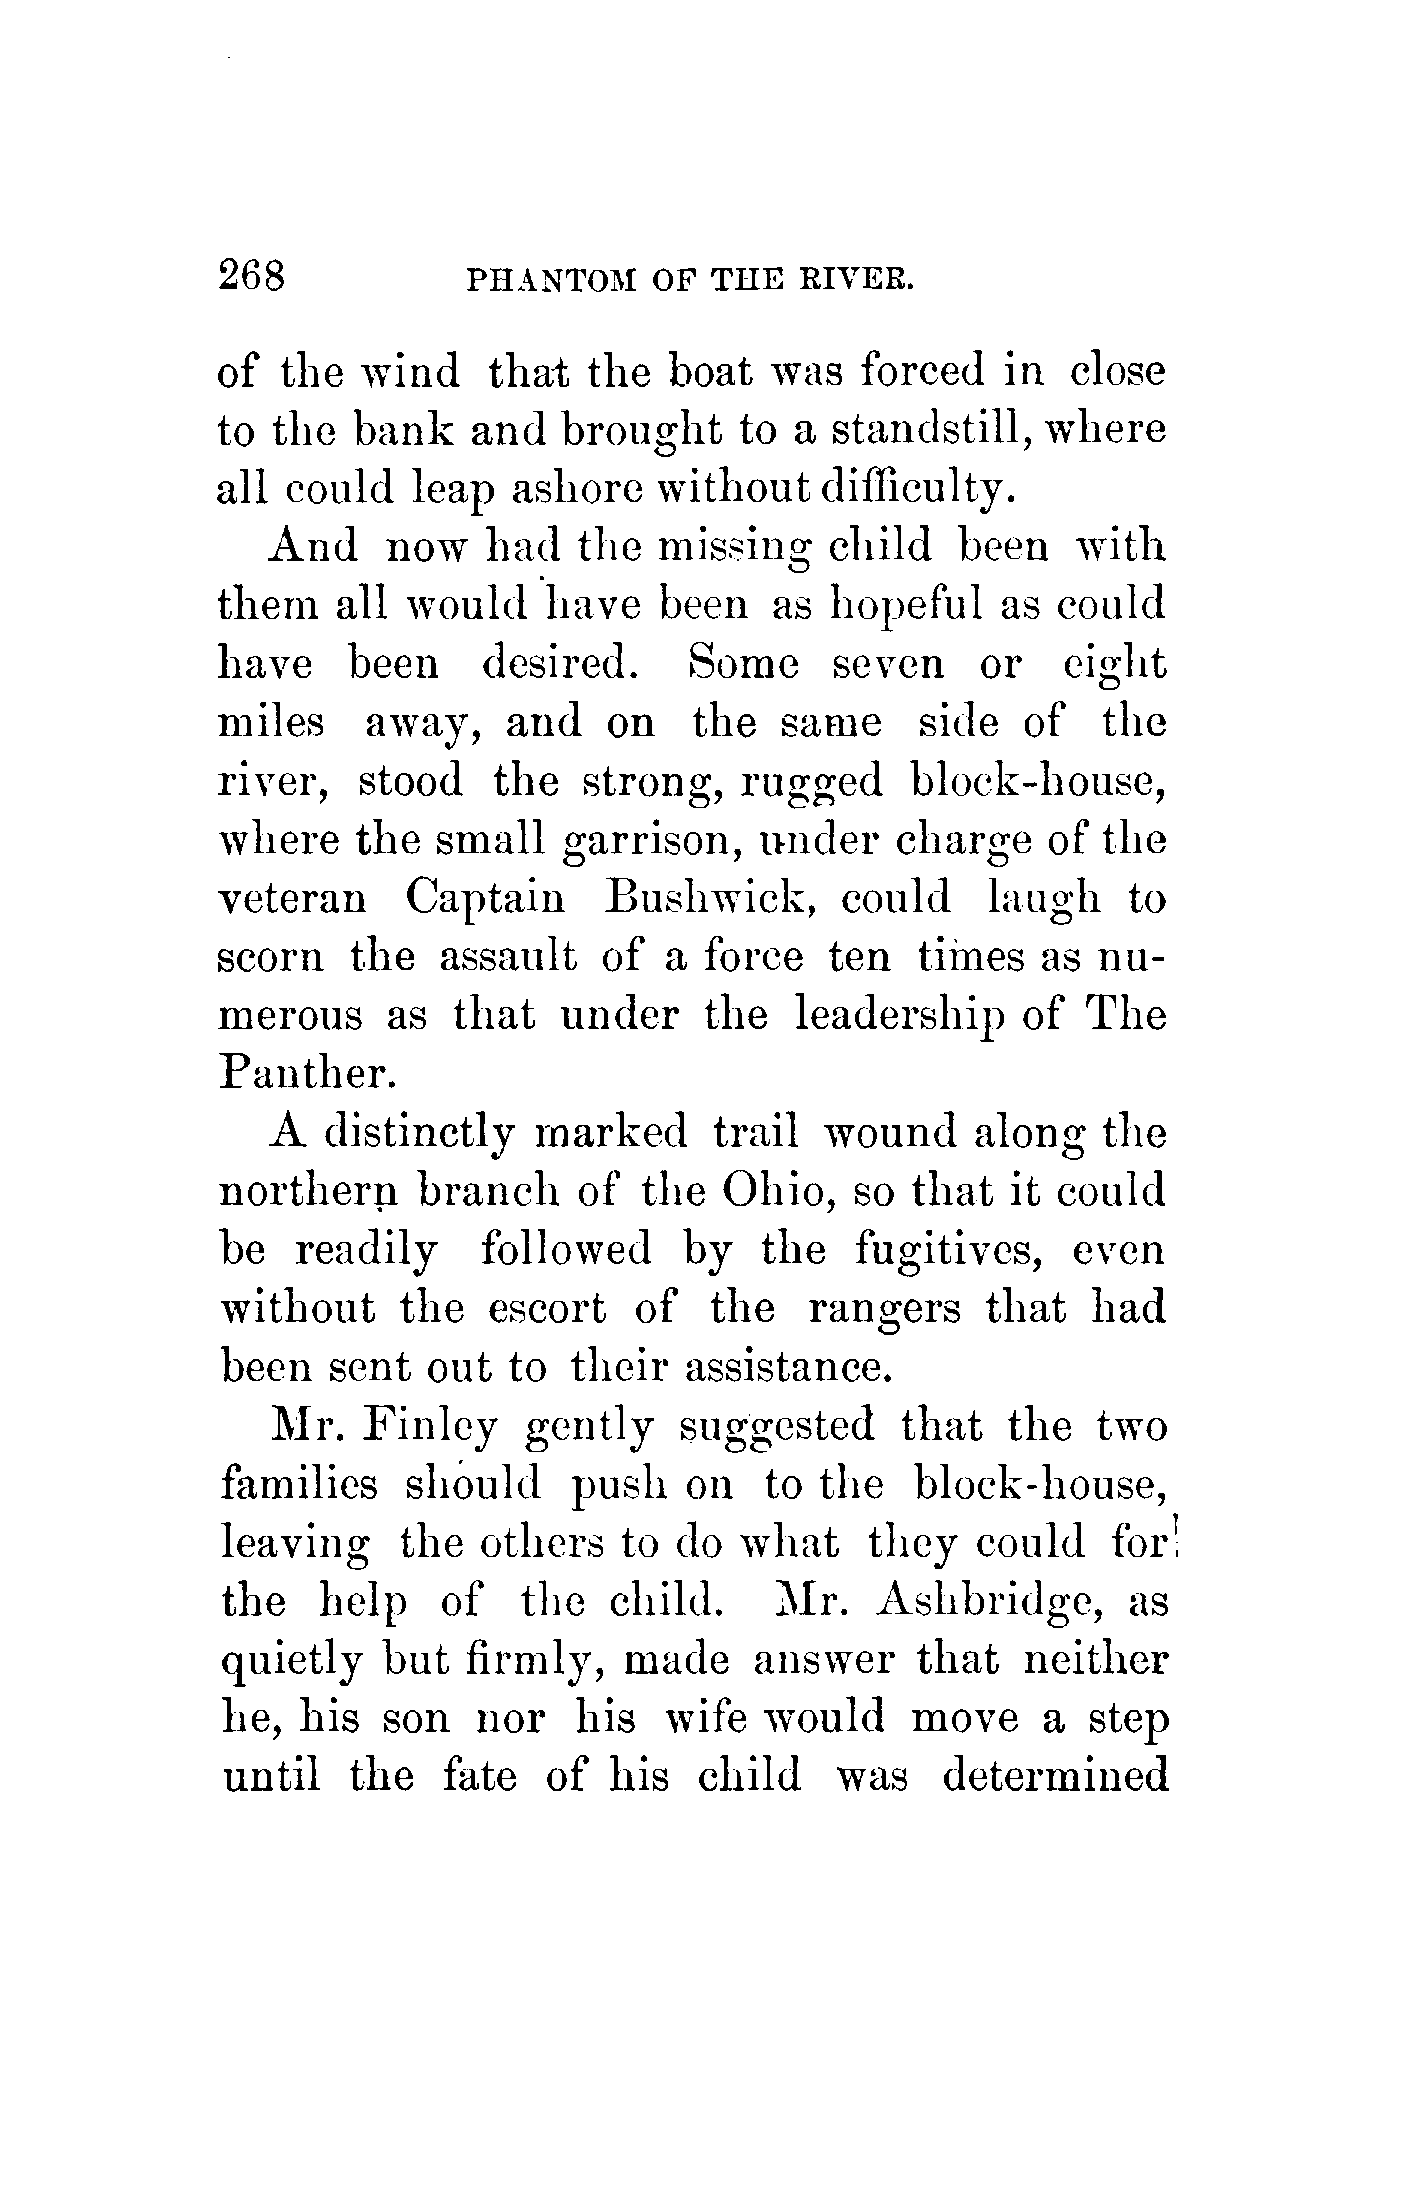 268 PHANTOM OF THE RIVER.
of the wind that the boat was forced in close
to the bank and brought to a standstill, where
all could leap ashore without difficulty.
And now had the missing child been with
them all would have been as hopeful as could
have been desired. Some seven or eight
miles away, and on the same side of the
river, stood the strong, rugged block-house,
where the small garrison, under charge of the
veteran Captain Bushwick, could laugh to
scorn the assault of a force ten times as nu-
merous as that under the leadership of The
Panther.
A distinctly marked trail wound along the
northern branch of the Ohio, so that it could
be readily followed by the fugitives, even
without the escort of the rangers that had
been sent out to their assistance.
Mr. Finley gently suggested that the two
families should push on to the block-house,
leaving the others to do what they could for
the help of the child. Mr. Ashbridge, as
quietly but firmly, made answer that neither
he, his son nor his wife would move a step
until the fate of his child was determined